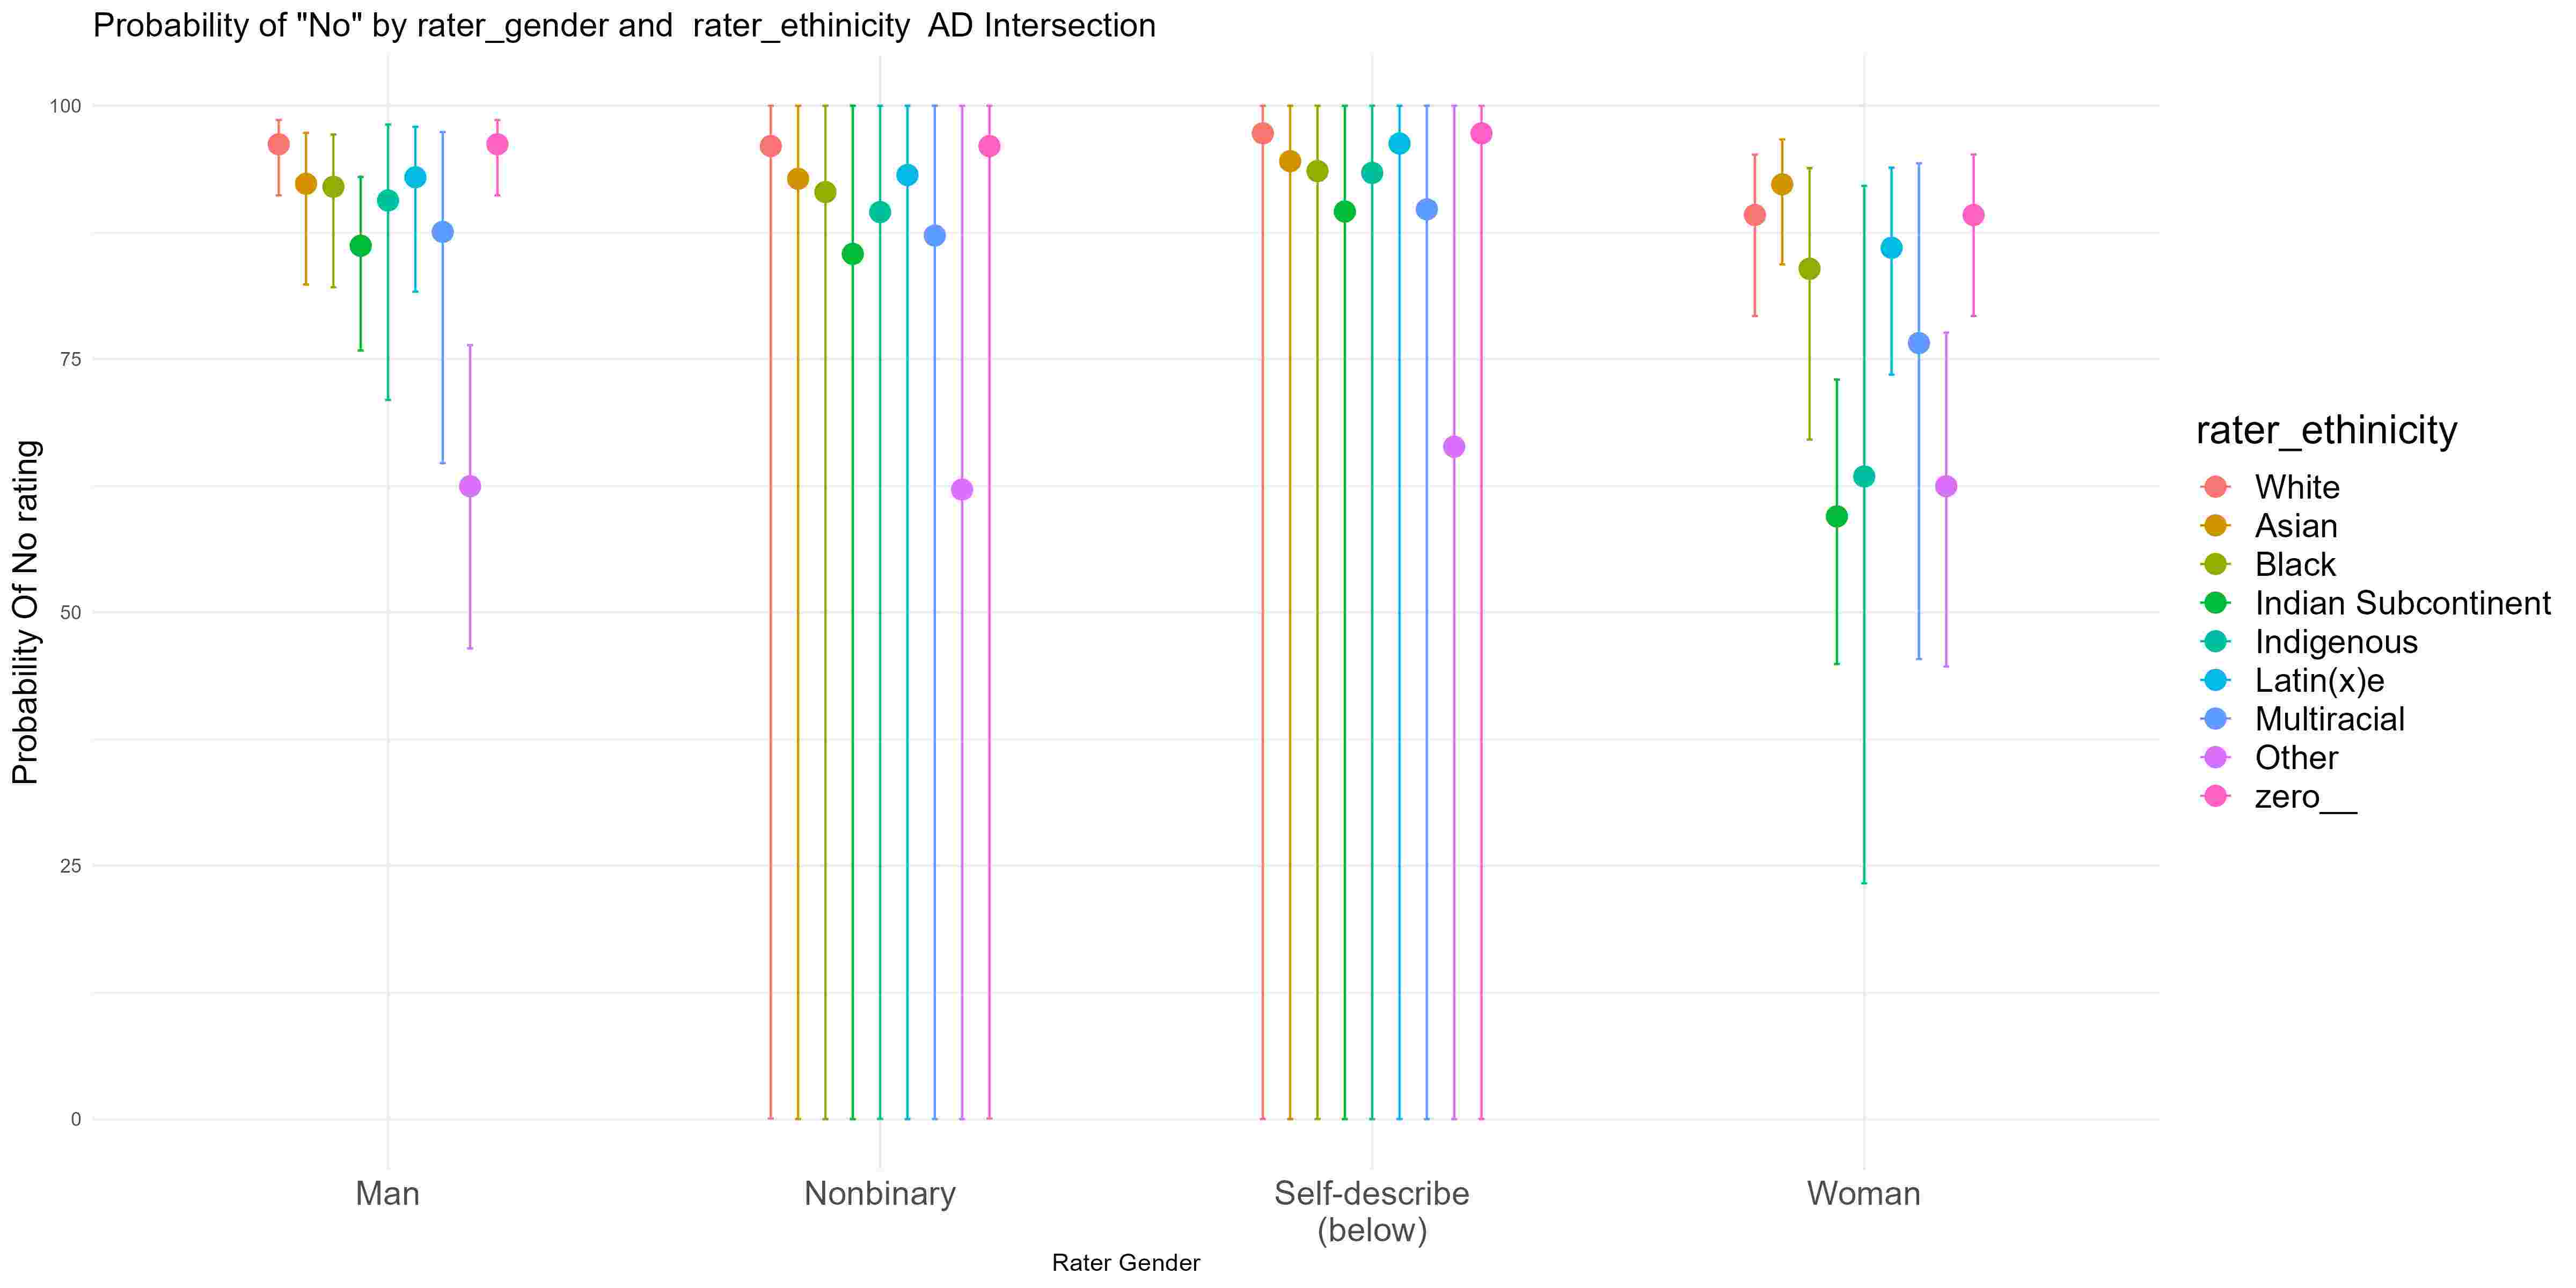 Probability of "No" by rater_gender and  rater_ethinicity  AD Intersection
100
75
50
25
0
Probability Of No rating
Man
Nonbinary
Self-describe
(below)
Woman
Rater Gender
rater_ethinicity
White
Asian
Black
Indian Subcontinent
Indigenous
Latin(x)e
Multiracial
Other
zero__